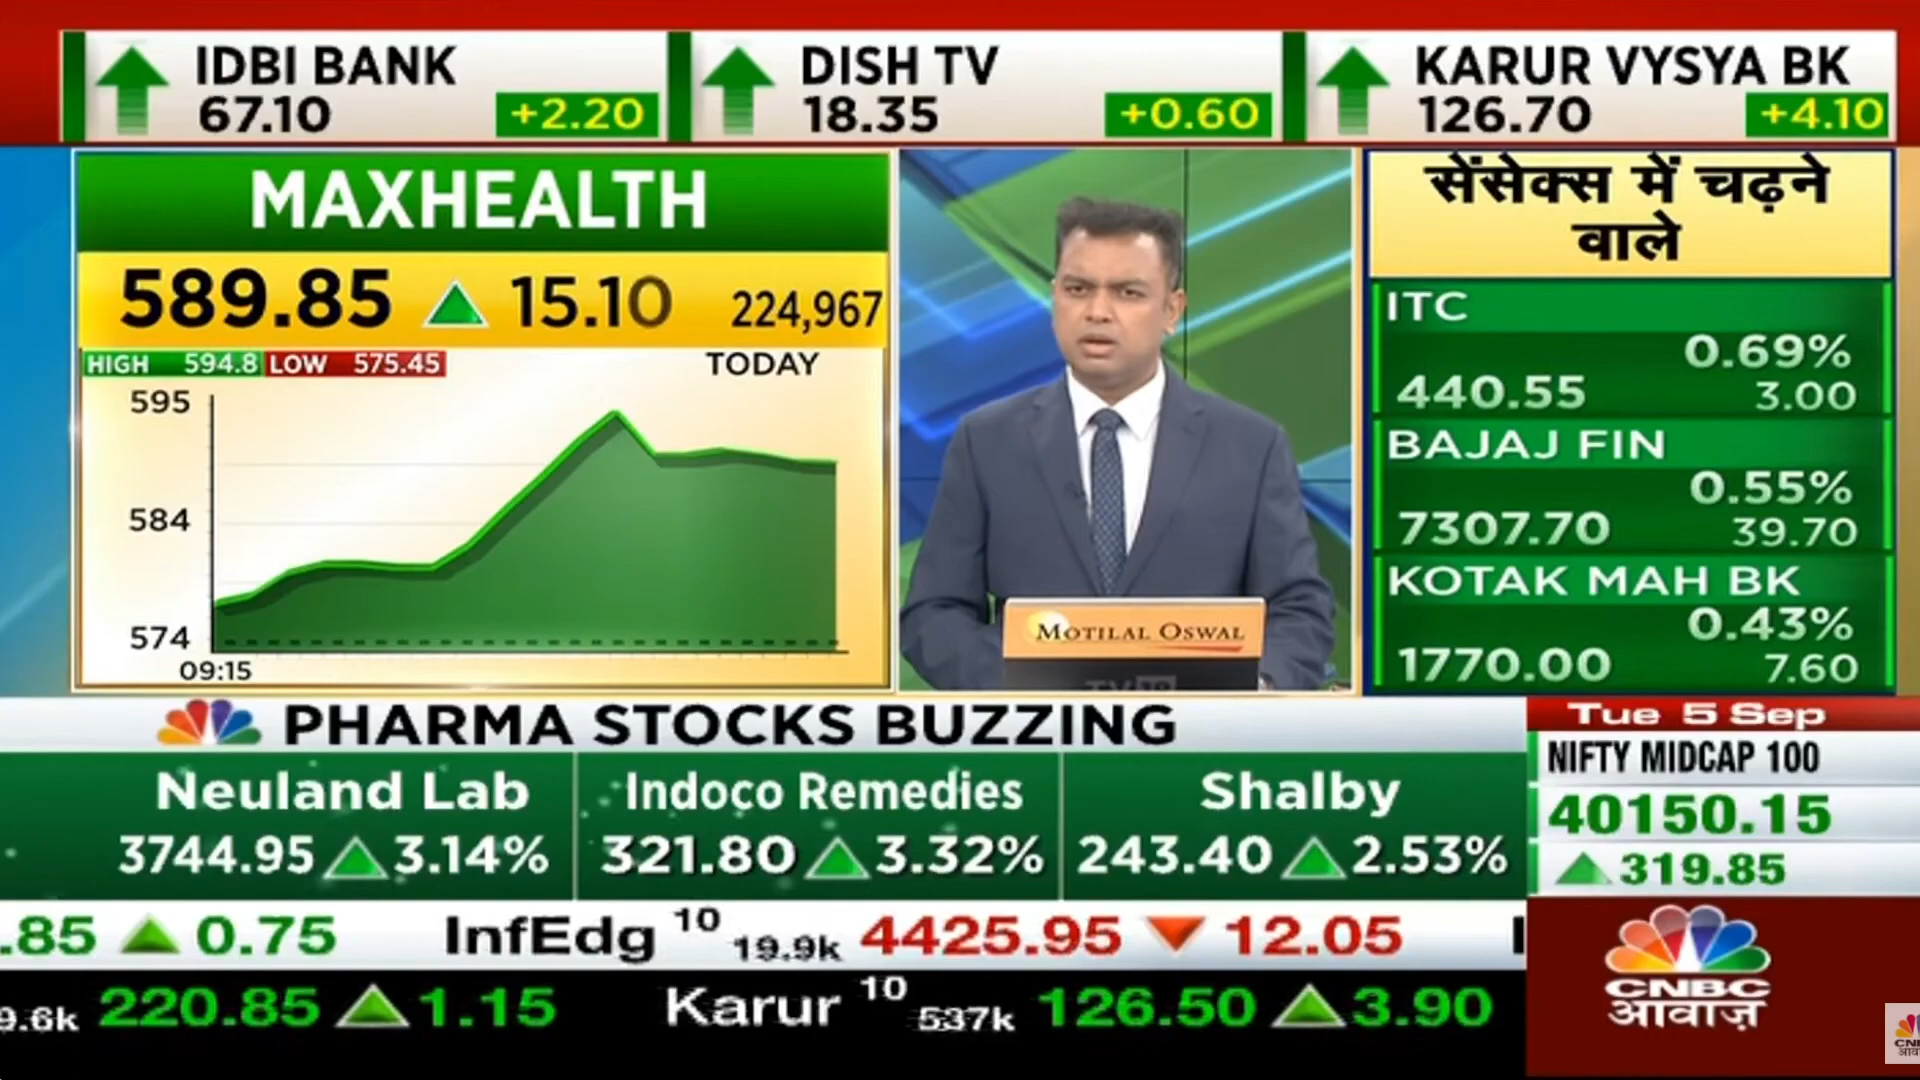 IDBI BANK
67.10 +2.20
DISH TV
18.35 +0.60
KARUR VYSYA BK
126.70 +4.10
MAXHEALTH
589.85 15.10 224,967
HIGH 594.8 LOW 575.45 TODAY
595
584
574
09:15
MOTILAL OSWAL
सेंसेक्स में चढ़ने
वाले
ITC
0.69%
440.55 3.00
BAJAJ FIN
0.55%
7307.70 39.70
KOTAK MAH BK
0.43%
1770.00 7.60
PHARMA STOCKS BUZZING
Neuland Lab
3744.95 3.14%
Indoco Remedies
321.80 3.32%
Shalby
243.40 2.53%
Tue 5 Sep
NIFTY MIDCAP 100
40150.15
319.85
.85 0.75 InfEdg 10 19.9k 4425.95 12.05
9.6k 220.85 1.15 Karur 10 537k 126.50 3.90
CNBC
आवाज़